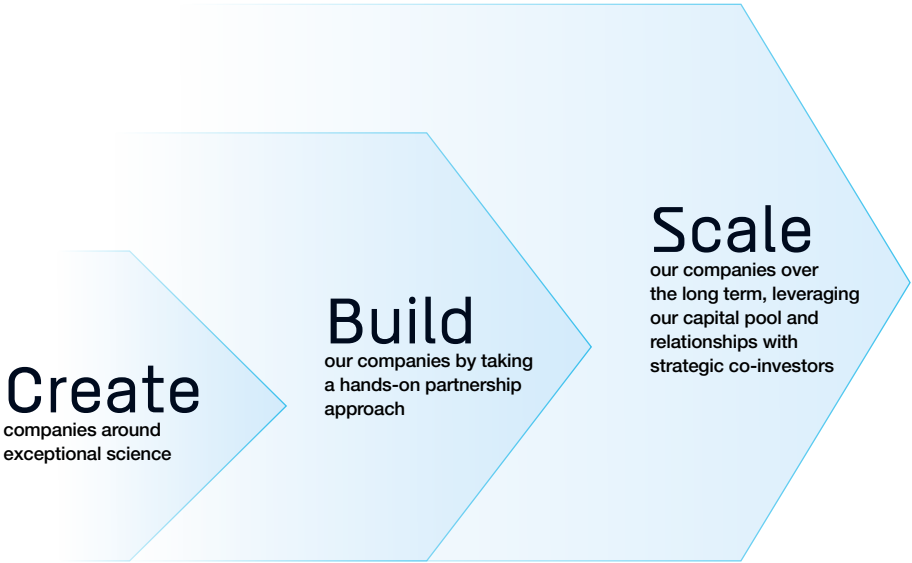 Create
companies around
exceptional science
Build
our companies by taking
a hands-on partnership
approach
Scale
our companies over
the long term, leveraging
our capital pool and
relationships with
strategic co-investors